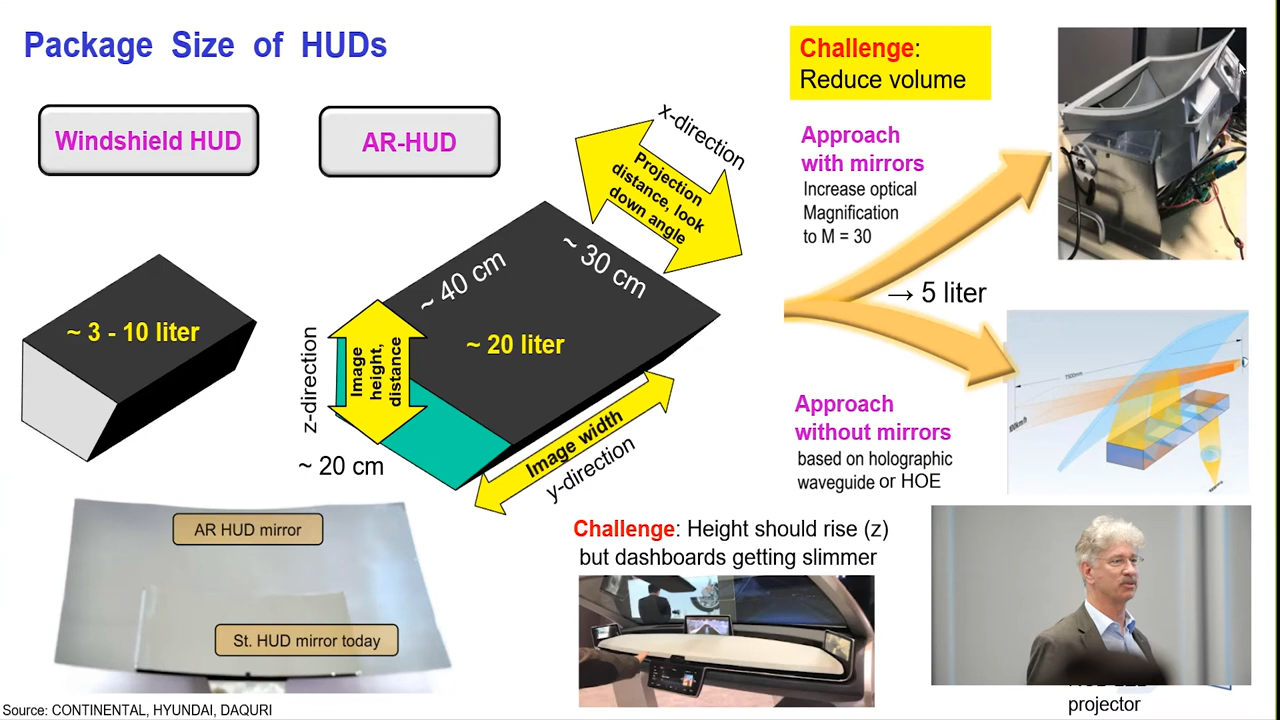 Package Size of HUDs
Windshield HUD
AR-HUD
~ 3 - 10 liter
x-direction
Projection
distance, look
down angle
~ 40 cm
~ 30 cm
~ 20 liter
z-direction
Image
height,
distance
~ 20 cm
Image width
y-direction
AR HUD mirror
St. HUD mirror today
Challenge:
Reduce volume
Approach
with mirrors
Increase optical
Magnification
to M = 30
→ 5 liter
Approach
without mirrors
based on holographic
waveguide or HOE
7500mm
100km/h
Challenge: Height should rise (z)
but dashboards getting slimmer
projector
Source: CONTINENTAL, HYUNDAI, DAQURI